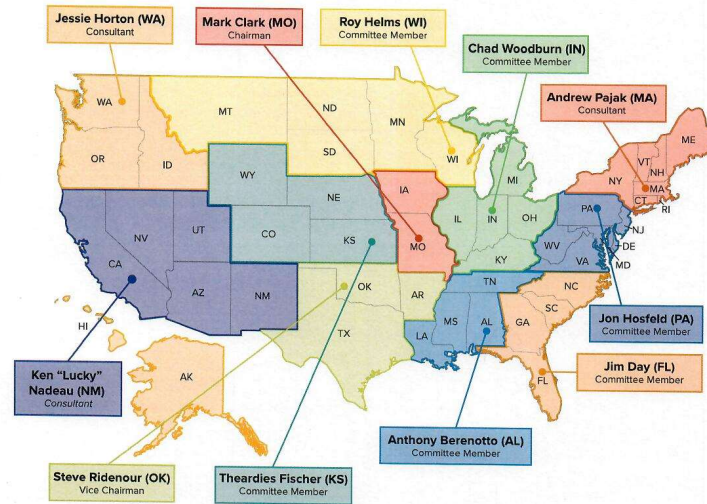 Jessie Horton (WA)
Consultant
Mark Clark (MO)
Chairman
Roy Helms (WI)
Committee Member
Chad Woodburn (IN)
Committee Member
Andrew Pajak (MA)
Consultant
WA
MT
ND
MN
OR
ID
SD
WI
MI
ME
VT
NH
NY
MA
CT
RI
WY
NE
IA
IL
IN
OH
PA
NJ
DE
MD
NV
UT
CO
KS
MO
KY
WV
VA
CA
AZ
NM
OK
AR
TN
NC
SC
TX
LA
MS
AL
GA
FL
HI
AK
Jon Hosfeld (PA)
Committee Member
Jim Day (FL)
Committee Member
Ken “Lucky”
Nadeau (NM)
Consultant
Anthony Berenotto (AL)
Committee Member
Steve Ridenour (OK)
Vice Chairman
Theardies Fischer (KS)
Committee Member